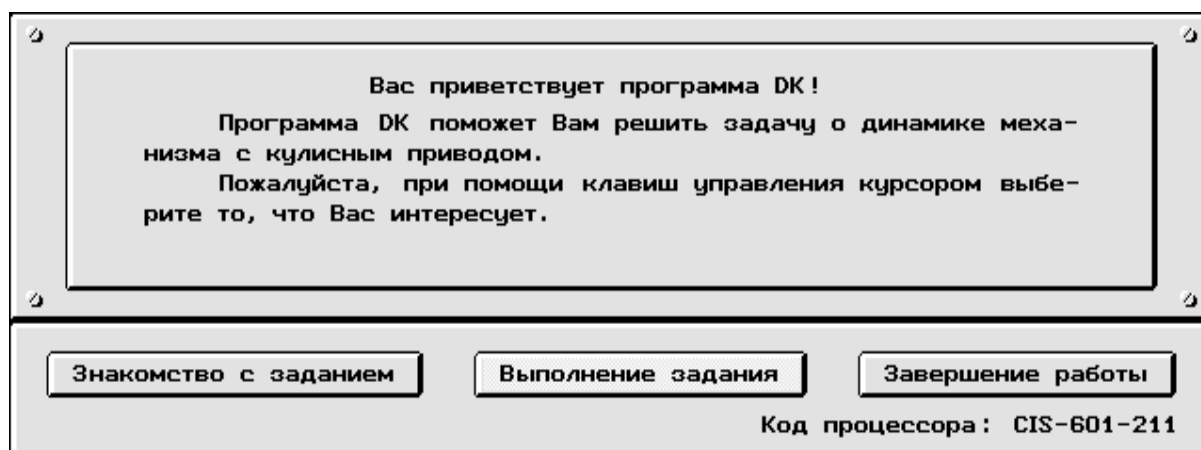 Вас приветствует программа DK!
Программа DK поможет Вам решить задачу о динамике меха-
низма с кулисным приводом.
Пожалуйста, при помощи клавиш управления курсором выбе-
рите то, что Вас интересует.
Знакомство с заданием
Выполнение задания
Завершение работы
Код процессора: CIS-601-211